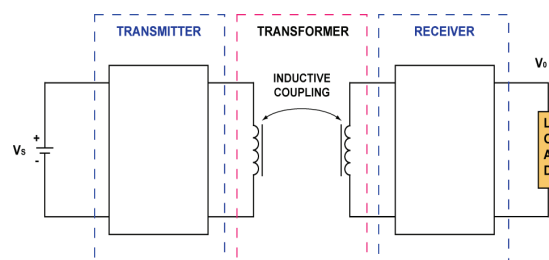 TRANSMITTER
TRANSFORMER
RECEIVER
INDUCTIVE
COUPLING
V₀
+
Vs
-
L
O
A
D